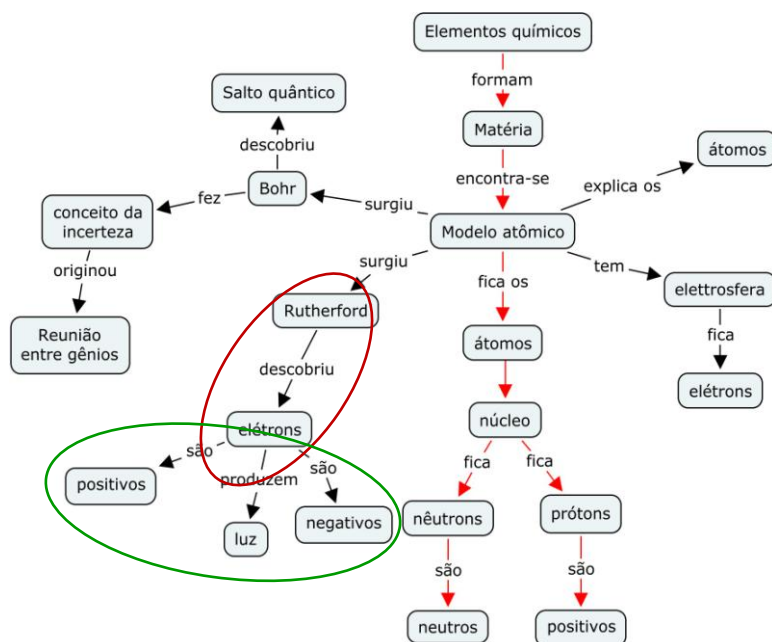 Elementos químicos
formam
Salto quântico
Matéria
descobriu
átomos
encontra-se
explica os
Bohr
fez
surgiu
conceito da
incerteza
Modelo atômico
originou
surgiu
tem
fica os
elettrosfera
Rutherford
Reunião
entre gênios
átomos
fica
descobriu
elétrons
núcleo
elétrons
são
são
fica
fica
produzem
positivos
nêutrons
prótons
negativos
luz
são
são
neutros
positivos